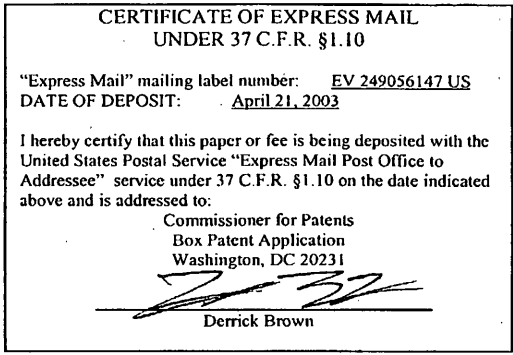 CERTIFICATE OF EXPRESS MAIL
UNDER 37 C.F.R. §1.10
“Express Mail” mailing label number: EV 249056147 US
DATE OF DEPOSIT: April 21, 2003
I hereby certify that this paper or fee is being deposited with the
United States Postal Service “Express Mail Post Office to
Addressee” service under 37 C.F.R. §1.10 on the date indicated
above and is addressed to:
Commissioner for Patents
Box Patent Application
Washington, DC 20231
Derrick Brown